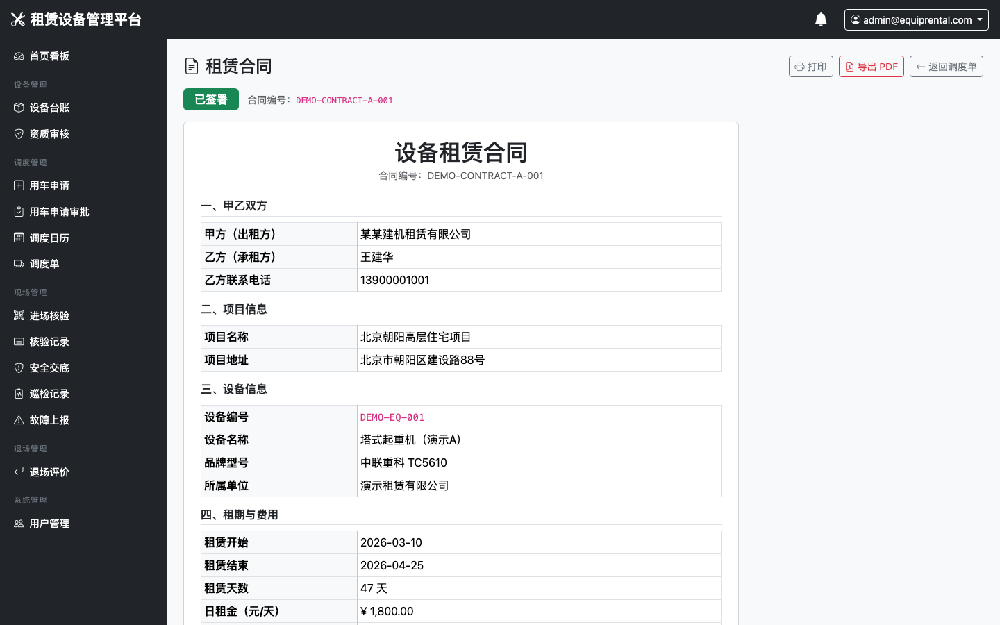 租赁设备管理平台
admin@equiprental.com
首页看板
设备管理
设备台账
资质审核
调度管理
用车申请
用车申请审批
调度日历
调度单
现场管理
进场核验
核验记录
安全交底
巡检记录
故障上报
退场管理
退场评价
系统管理
用户管理
租赁合同
打印
导出 PDF
返回调度单
已签署 合同编号：DEMO-CONTRACT-A-001
设备租赁合同
合同编号：DEMO-CONTRACT-A-001
一、甲乙双方
甲方（出租方） 某某建机租赁有限公司
乙方（承租方） 王建华
乙方联系电话 13900001001
二、项目信息
项目名称 北京朝阳高层住宅项目
项目地址 北京市朝阳区建设路88号
三、设备信息
设备编号 DEMO-EQ-001
设备名称 塔式起重机（演示A）
品牌型号 中联重科 TC5610
所属单位 演示租赁有限公司
四、租期与费用
租赁开始 2026-03-10
租赁结束 2026-04-25
租赁天数 47 天
日租金（元/天） ¥ 1,800.00